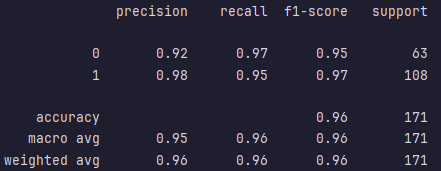 precision recall f1-score support
0 0.92 0.97 0.95 63
1 0.98 0.95 0.97 108
accuracy 0.96 171
macro avg 0.95 0.96 0.96 171
weighted avg 0.96 0.96 0.96 171